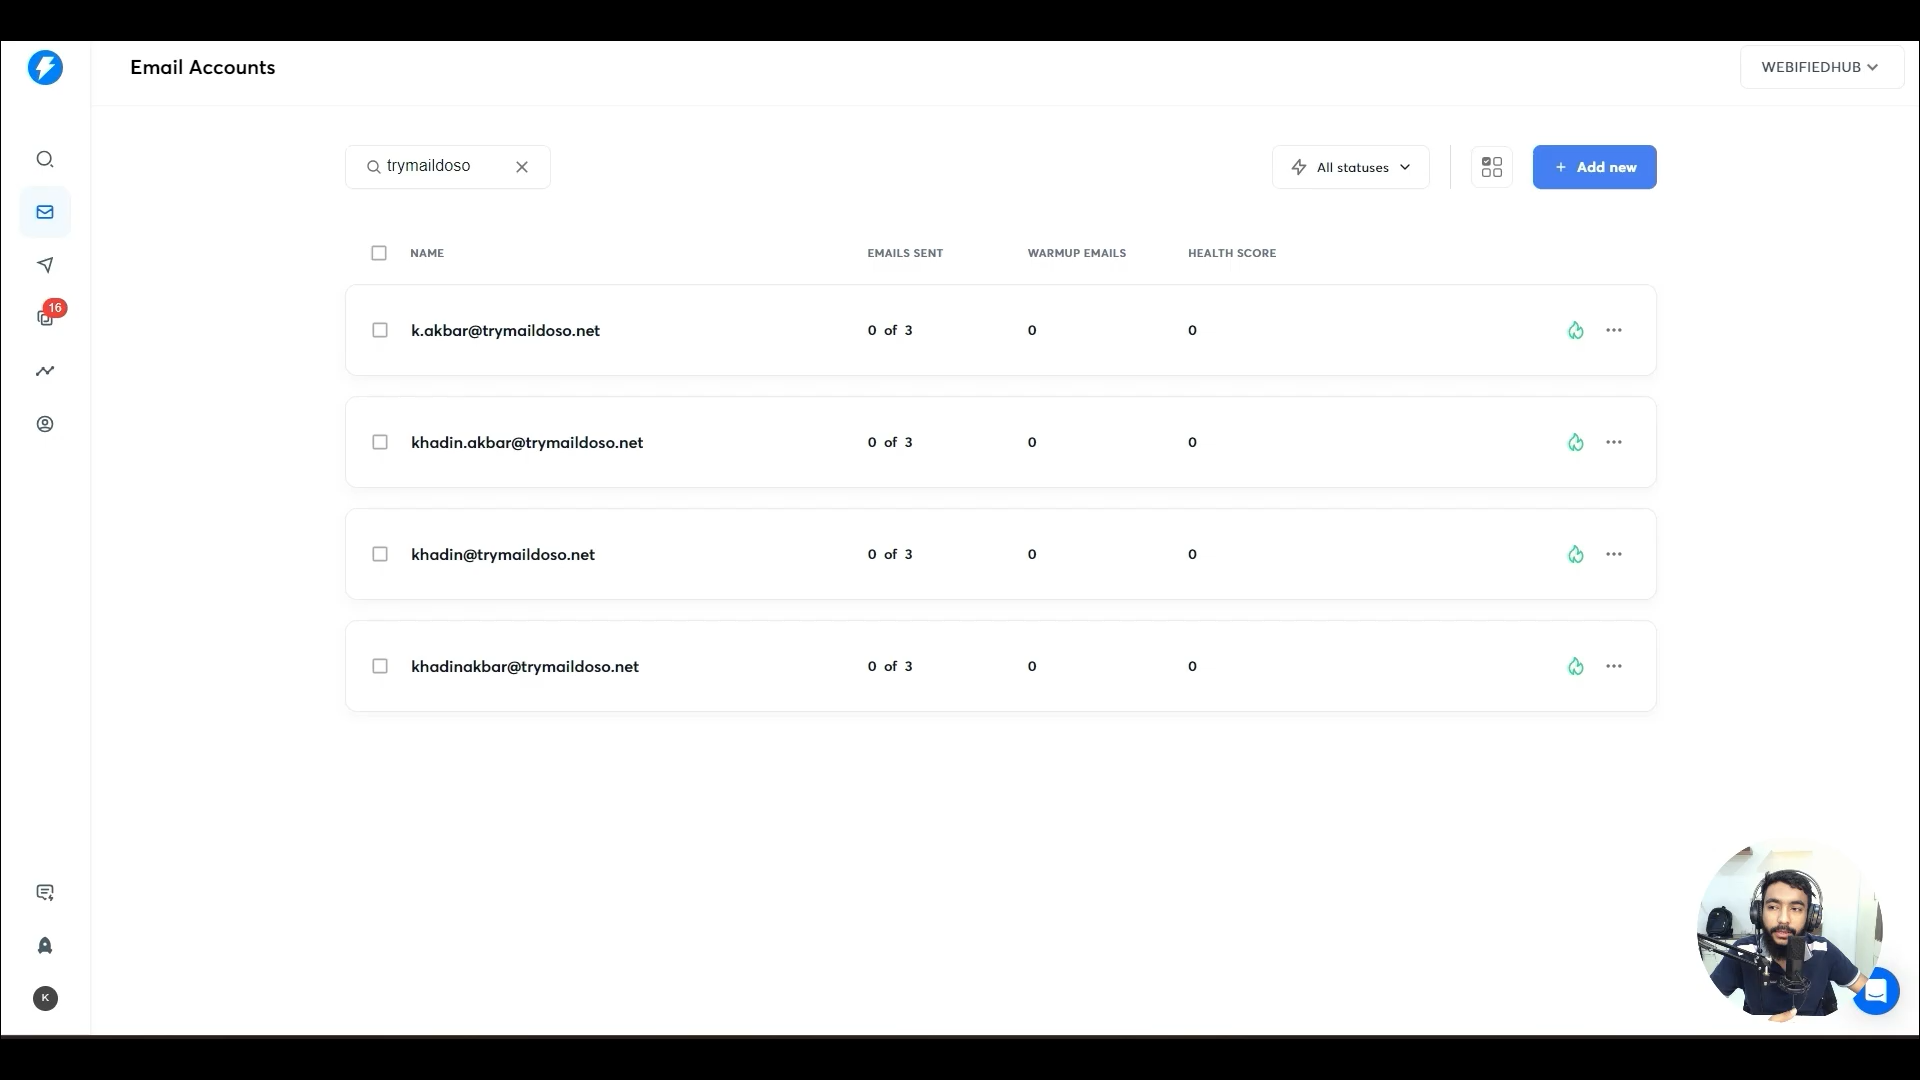 Email Accounts
WEBIFIEDHUB
trymaildoso
All statuses
+ Add new
NAME
EMAILS SENT
WARMUP EMAILS
HEALTH SCORE
k.akbar@trymaildoso.net
0 of 3
0
0
khadin.akbar@trymaildoso.net
0 of 3
0
0
khadin@trymaildoso.net
0 of 3
0
0
khadinakbar@trymaildoso.net
0 of 3
0
0
16
K